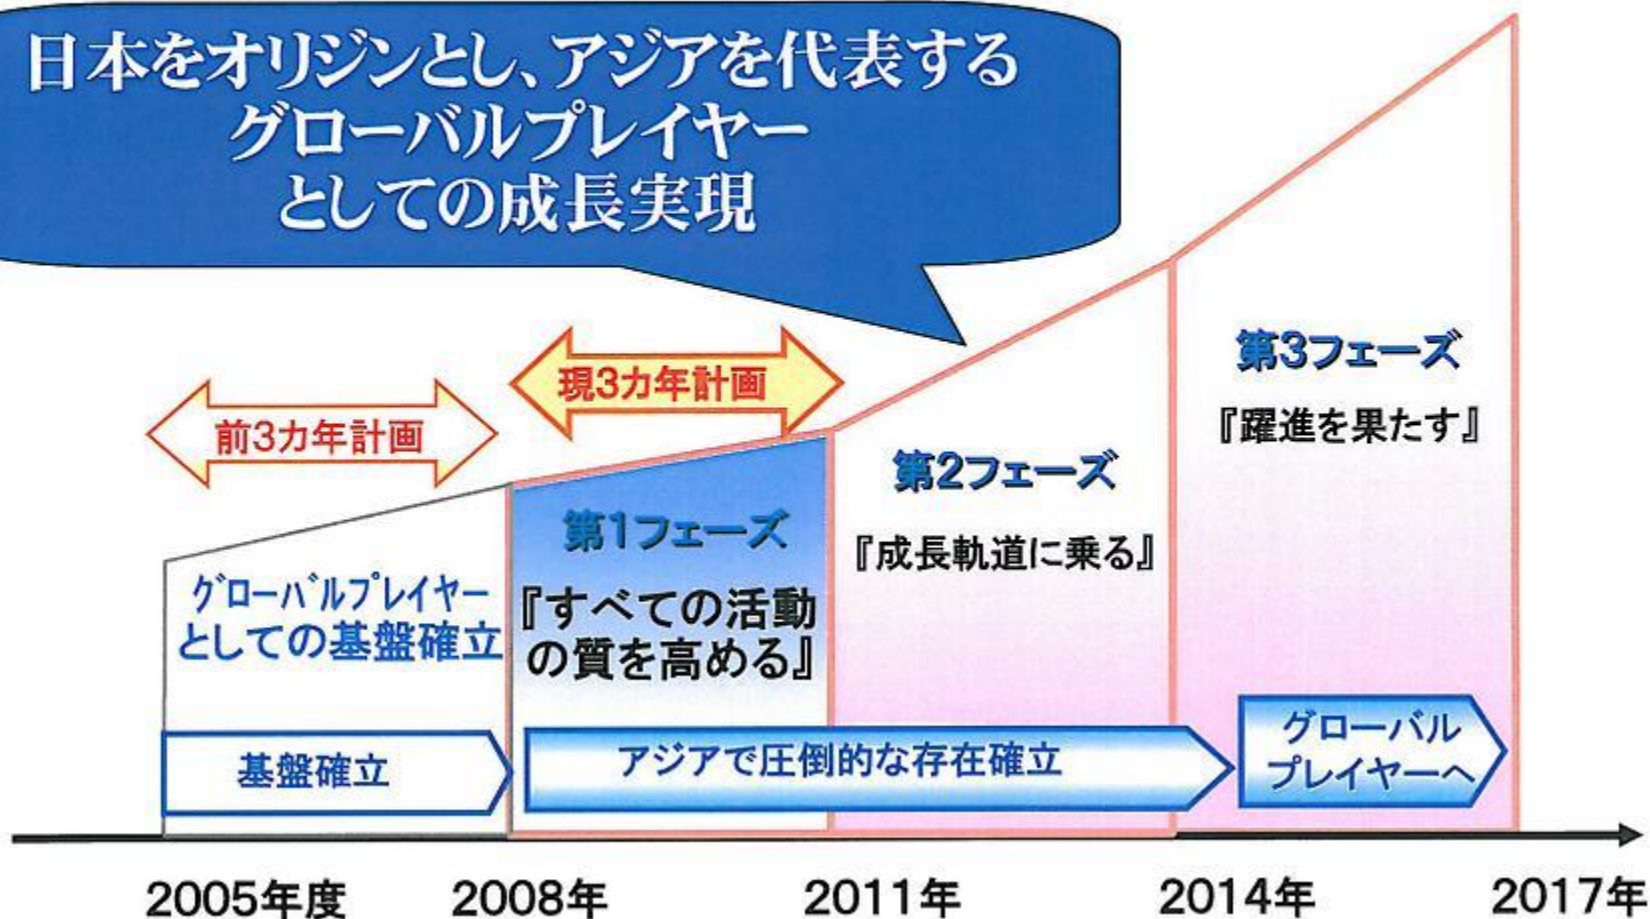 日本をオリジンとし、アジアを代表する
グローバルプレイヤー
としての成長実現
前3カ年計画
現3カ年計画
グローバルプレイヤー
としての基盤確立
第1フェーズ
『すべての活動
の質を高める』
第2フェーズ
『成長軌道に乗る』
第3フェーズ
『躍進を果たす』
基盤確立
アジアで圧倒的な存在確立
グローバル
プレイヤーへ
2005年度
2008年
2011年
2014年
2017年